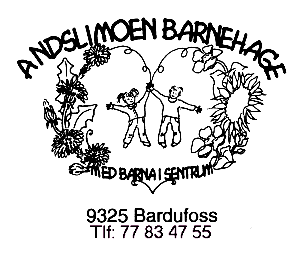 ANDSLIMOEN BARNEHAGE
MED BARNA I SENTRUM
9325 Bardufoss
Tlf: 77 83 47 55